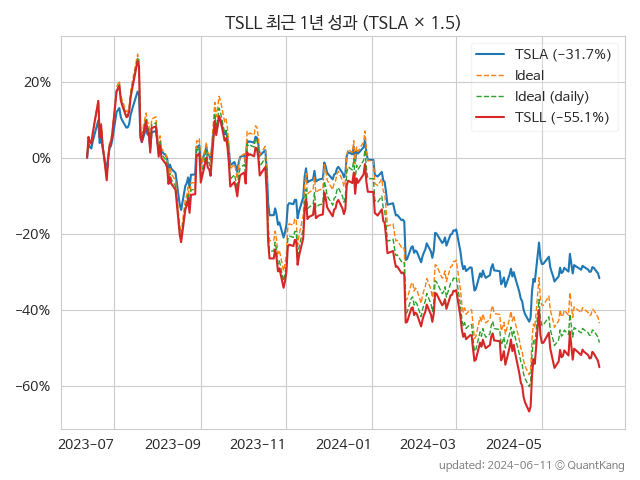 TSLL 최근 1년 성과 (TSLA × 1.5)
TSLA (−31.7%)
Ideal
Ideal (daily)
TSLL (−55.1%)
20%
0%
−20%
−40%
−60%
2023−07
2023−09
2023−11
2024−01
2024−03
2024−05
updated: 2024−06−11 © QuantKang